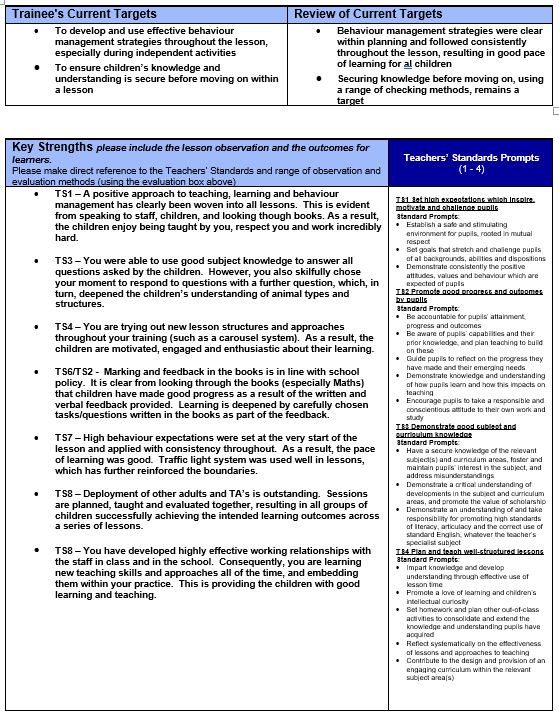 Trainee's Current Targets
Review of Current Targets
To develop and use effective behaviour
management strategies throughout the lesson,
especially during independent activities
To ensure children's knowledge and
understanding is secure before moving on within
a lesson
Behaviour management strategies were clear
within planning and followed consistently
throughout the lesson, resulting in good pace
of learning for al children
Securing knowledge before moving on, using
a range of checking methods, remains a
target
Key Strengths please include the lesson observation and the outcomes for
learners.
Please make direct reference to the Teachers' Standards and range of observation and
evaluation methods (using the evaluation box above)
TS1 – A positive approach to teaching, learning and behaviour
management has clearly been woven into all lessons. This is evident
from speaking to staff, children, and looking though books. As a result,
the children enjoy being taught by you, respect you and work incredibly
hard.
TS3 – You were able to use good subject knowledge to answer all
questions asked by the children. However, you also skilfully chose
your moment to respond to questions with a further question, which, in
turn, deepened the children's understanding of animal types and
structures.
TS4 – You are trying out new lesson structures and approaches
throughout your training (such as a carousel system). As a result, the
children are motivated, engaged and enthusiastic about their learning.
TS6/TS2 - Marking and feedback in the books is in line with school
policy. It is clear from looking through the books (especially Maths)
that children have made good progress as a result of the written and
verbal feedback provided. Learning is deepened by carefully chosen
tasks/questions written in the books as part of the feedback.
TS7 – High behaviour expectations were set at the very start of the
lesson and applied with consistency throughout. As a result, the pace
of learning was good. Traffic light system was used well in lessons,
which has further reinforced the boundaries.
TS8 – Deployment of other adults and TA's is outstanding. Sessions
are planned, taught and evaluated together, resulting in all groups of
children successfully achieving the intended learning outcomes across
a series of lessons.
TS8 – You have developed highly effective working relationships with
the staff in class and in the school. Consequently, you are learning
new teaching skills and approaches all of the time, and embedding
them within your practice. This is providing the children with good
learning and teaching.
Teachers' Standards Prompts
(1 - 4)
TS1 Set high expectations which inspire,
motivate and challenge pupils
Standard Prompts:
Establish a safe and stimulating
environment for pupils, rooted in mutual
respect
Set goals that stretch and challenge pupils
of all backgrounds, abilities and dispositions
Demonstrate consistently the positive
attitudes, values and behaviour which are
expected of pupils
TS2 Promote good progress and outcomes
by pupils
Standard Prompts:
Be accountable for pupils' attainment,
progress and outcomes
Be aware of pupils' capabilities and their
prior knowledge, and plan teaching to build
on these
Guide pupils to reflect on the progress they
have made and their emerging needs
Demonstrate knowledge and understanding
of how pupils learn and how this impacts on
teaching
Encourage pupils to take a responsible and
conscientious attitude to their own work and
study
TS3 Demonstrate good subject and
curriculum knowledge
Standard Prompts:
Have a secure knowledge of the relevant
subject(s) and curriculum areas, foster and
maintain pupils' interest in the subject, and
address misunderstandings
Demonstrate a critical understanding of
developments in the subject and curriculum
areas, and promote the value of scholarship
Demonstrate an understanding of and take
responsibility for promoting high standards
of literacy, articulacy and the correct use of
standard English, whatever the teacher's
specialist subject
TS4 Plan and teach well-structured lessons
Standard Prompts:
Impart knowledge and develop
understanding through effective use of
lesson time
Promote a love of learning and children's
intellectual curiosity
Set homework and plan other out-of-class
activities to consolidate and extend the
knowledge and understanding pupils have
acquired
Reflect systematically on the effectiveness
of lessons and approaches to teaching
Contribute to the design and provision of an
engaging curriculum within the relevant
subject area(s)